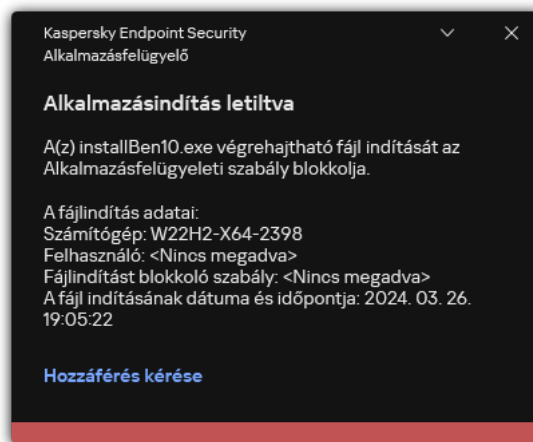 Kaspersky Endpoint Security
Alkalmazásfelügyelő
Alkalmazásindítás letiltva
A(z) installBen10.exe végrehajtható fájl indítását az
Alkalmazásfelügyeleti szabály blokkolja.
A fájlindítás adatai:
Számítógép: W22H2-X64-2398
Felhasználó: <Nincs megadva>
Fájlindítást blokkoló szabály: <Nincs megadva>
A fájl indításának dátuma és időpontja: 2024. 03. 26.
19:05:22
Hozzáférés kérése